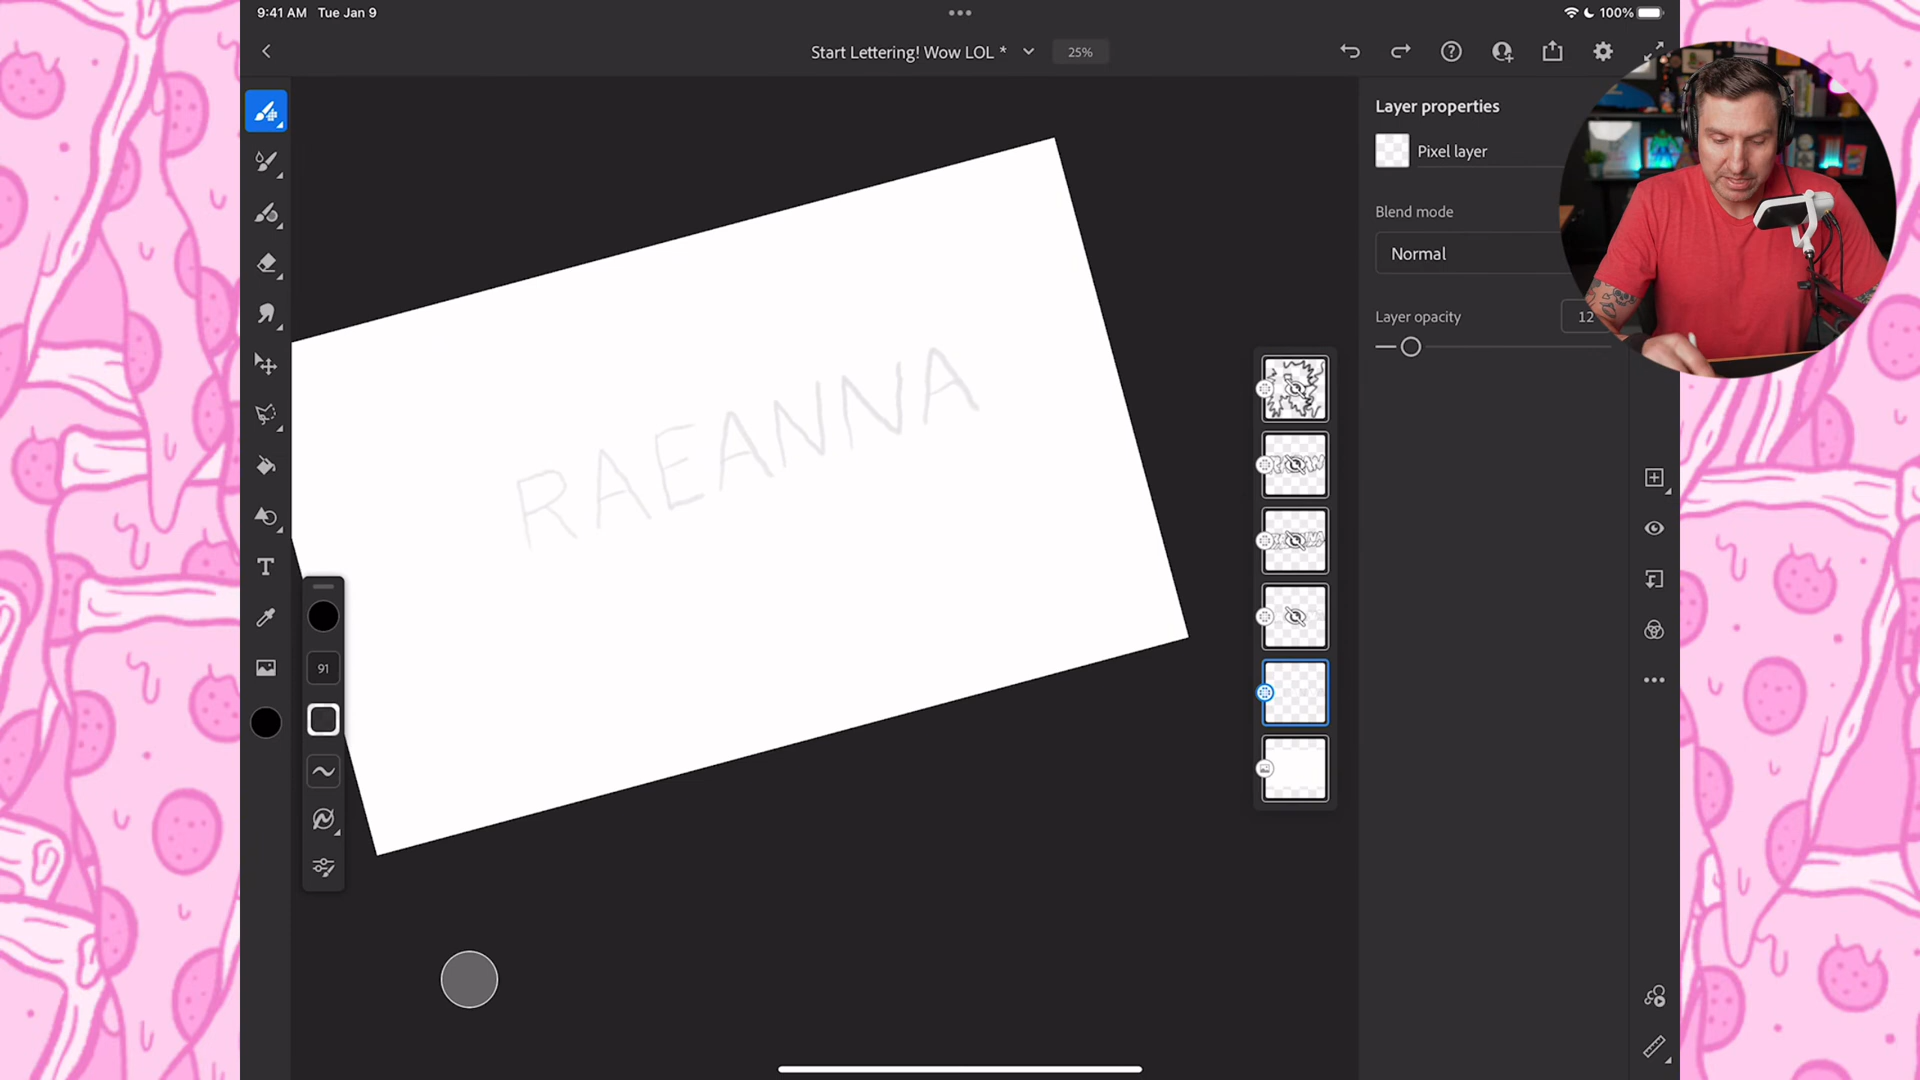 9:41 AM Tue Jan 9
100%
Start Lettering! Wow LOL *
25%
Layer properties
Pixel layer
Blend mode
Normal
Layer opacity
12
RAEANNA
91